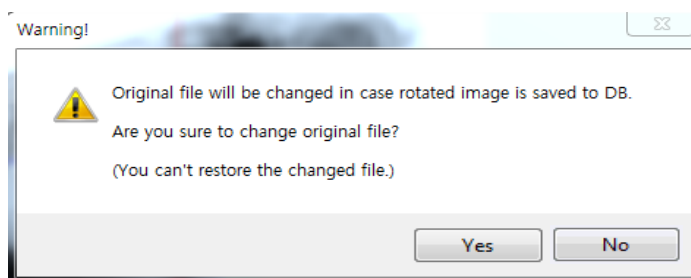 Warning!
Original file will be changed in case rotated image is saved to DB.
Are you sure to change original file?
(You can't restore the changed file.)
Yes
No